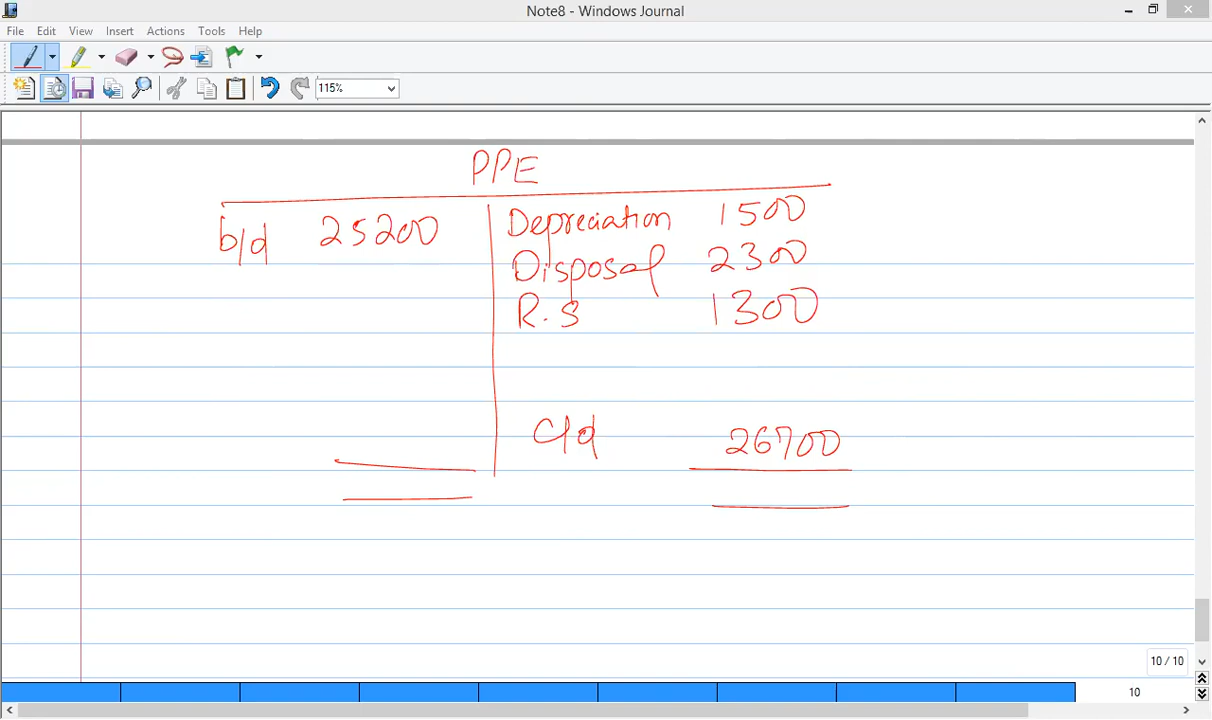 Note8 - Windows Journal
File Edit View Insert Actions Tools Help
115%
PPE
b/d 25200 Depreciation 1500
Disposal 2300
R.S 1300
c/d 26700
10 / 10
10